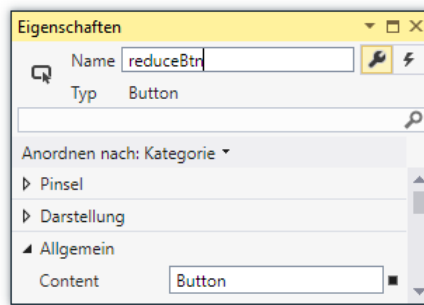 Eigenschaften
Name reduceBtn
Typ Button
Anordnen nach: Kategorie
Pinsel
Darstellung
Allgemein
Content Button